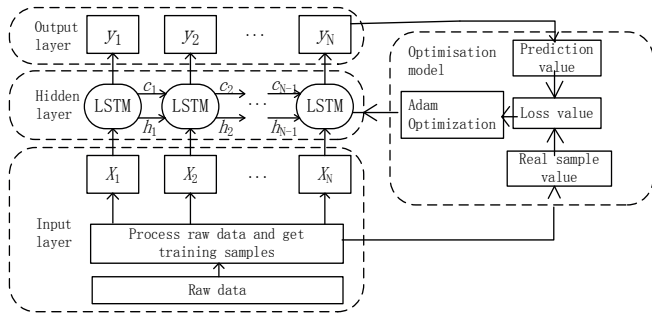 Output layer
y1 y2 ... yN
Hidden layer
LSTM c1 h1 LSTM c2 h2 ... ... cN-1 hN-1 LSTM
X1 X2 ... XN
Input layer
Process raw data and get
training samples
Raw data
Optimisation
model
Prediction
value
Adam
Optimization
Loss value
Real sample
value